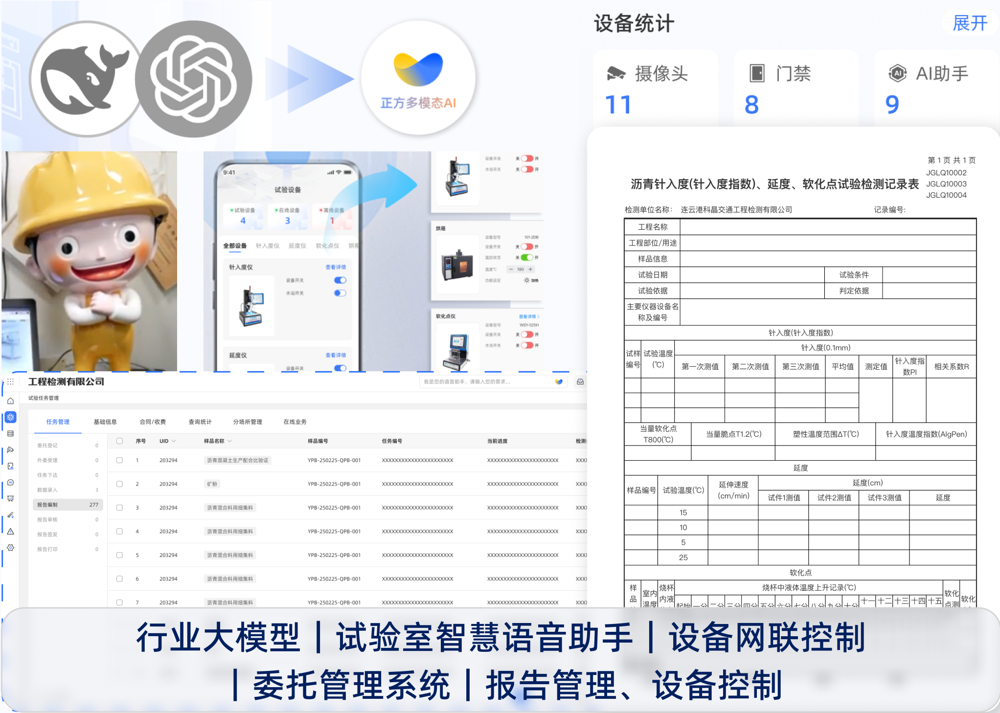 正方多模态AI
设备统计
展开
摄像头
11
门禁
8
AI助手
9
9:41
试验设备
试验设备 在线设备 离线设备
4 3 1
全部设备 针入度仪 延度仪 软化点仪 烘箱
针入度仪 查看详情
设备开关
水浴开关
延度仪 查看详情
设备开关
设备开关 关 开
水浴开关 关 开
烘箱
设备型号 101-2DB
设备开关 关 开
温控状态 关 开
温度℃ − 180 +
功能设定 加热
软化点仪 查看详情 >
设备型号 WSY-025H
设备开关 关 开
水浴开关 关 开
工程检测有限公司
我是您的语音助手，请输入您的需求...
试验任务管理
任务管理 基础信息 合同/收费 查询统计 分场所管理 在线业务
委托登记 0
外委受理 0
任务下达 0
数据录入 3
报告编制 277
报告审核 0
报告签发 0
报告打印 0
序号 UID 样品名称 样品编号 任务编号 当前进度 检测
1 203294 沥青混凝土生产配合比验证 YPB-250225-QPB-001 XXXXXXXXXXXXXXXXXXXXXX XXXXXXXXXXXXXXXXXXXXXX XXX
2 203294 矿粉 YPB-250225-QPB-001 XXXXXXXXXXXXXXXXXXXXXX XXXXXXXXXXXXXXXXXXXXXX XXX
3 203294 沥青混合料用细集料 YPB-250225-QPB-001 XXXXXXXXXXXXXXXXXXXXXX XXXXXXXXXXXXXXXXXXXXXX XXX
4 203294 沥青混合料用细集料 YPB-250225-QPB-001 XXXXXXXXXXXXXXXXXXXXXX XXXXXXXXXXXXXXXXXXXXXX XXX
5 203294 沥青混合料用细集料 YPB-250225-QPB-001 XXXXXXXXXXXXXXXXXXXXXX XXXXXXXXXXXXXXXXXXXXXX XXX
6 203294 沥青混合料用细集料 YPB-250225-QPB-001 XXXXXXXXXXXXXXXXXXXXXX XXXXXXXXXXXXXXXXXXXXXX XXX
7 203294 沥青混合料用细集料 YPB-250225-QPB-001 XXXXXXXXXXXXXXXXXXXXXX XXXXXXXXXXXXXXXXXXXXXX XXX
第 1 页 共 1 页
JGLQ10002
沥青针入度(针入度指数)、延度、软化点试验检测记录表
JGLQ10003
JGLQ10004
检测单位名称： 连云港科晶交通工程检测有限公司 记录编号:
工程名称
工程部位/用途
样品信息
试验日期 试验条件
试验依据 判定依据
主要仪器设备名
称及编号
针入度(针入度指数)
试样
编号
试验温度
(℃)
针入度(0.1mm)
第一次测值 第二次测值 第三次测值 平均值 测定值
针入度指
数PI
相关系数R
当量软化点
T800(℃)
当量脆点T1.2(℃) 塑性温度范围ΔT(℃) 针入度温度指数(AlgPen)
延度
样品编号 试验温度(℃)
延伸速度
(cm/min)
延度(cm)
试件1测值 试件2测值 试件3测值 延度
15
10
5
25
软化点
样
品
室内
温度
烧杯
内液
烧杯中液体温度上升记录(℃)
起始 一分 二分 三分 四分 五分 六分 七分 八分 九分 十分 十一 十二 十三 十四 十五
软化
点测
软化
行业大模型｜试验室智慧语音助手｜设备网联控制
｜委托管理系统｜报告管理、设备控制